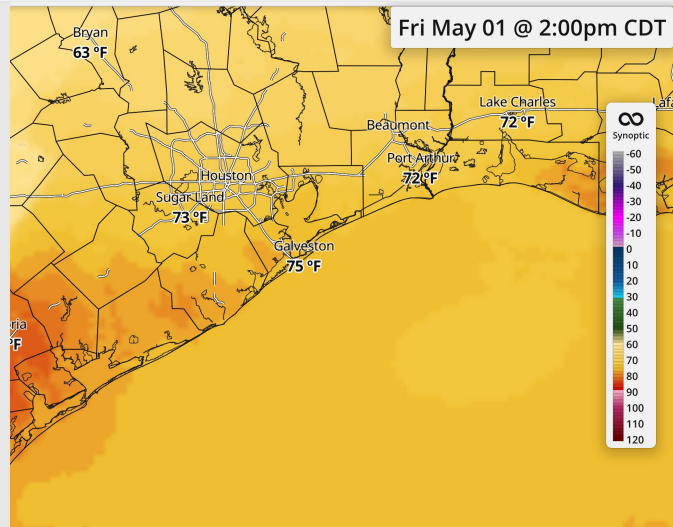 Fri May 01 @ 2:00pm CDT
Bryan
63 °F
Lake Charles
72 °F
Beaumont
Port Arthur
72 °F
Houston
Sugar Land
73 °F
Galveston
75 °F
ria
°F
Lafa
Synoptic
-60
-50
-40
-30
-20
-10
0
10
20
30
40
50
60
70
80
90
100
110
120